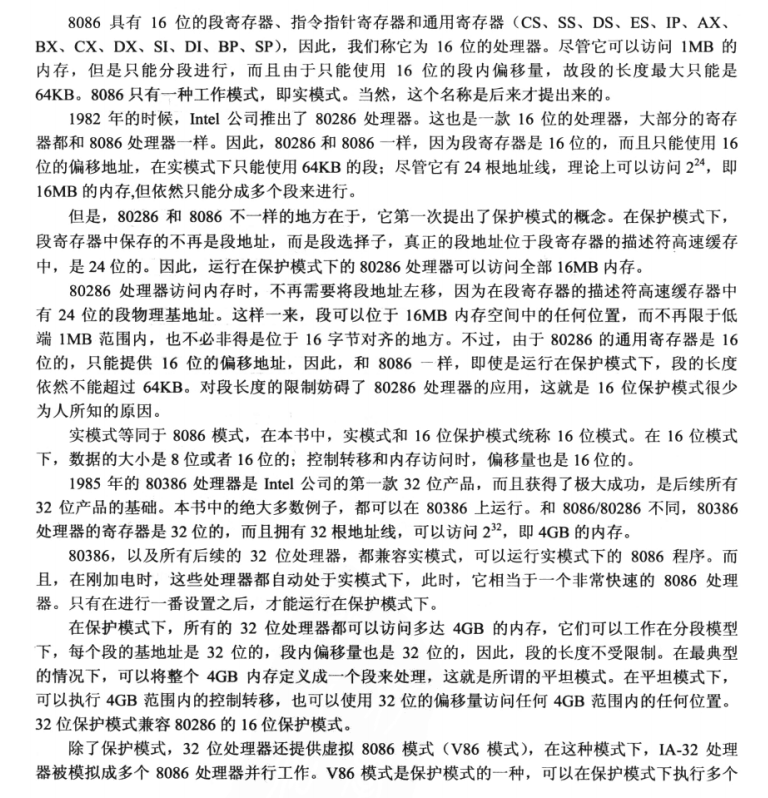 8086 具有 16 位的段寄存器、指令指针寄存器和通用寄存器（CS、SS、DS、ES、IP、AX、
BX、CX、DX、SI、DI、BP、SP），因此，我们称它为 16 位的处理器。尽管它可以访问 1MB 的
内存，但是只能分段进行，而且由于只能使用 16 位的段内偏移量，故段的长度最大只能是
64KB。8086 只有一种工作模式，即实模式。当然，这个名称是后来才提出来的。
1982 年的时候，Intel 公司推出了 80286 处理器。这也是一款 16 位的处理器，大部分的寄存
器都和 8086 处理器一样。因此，80286 和 8086 一样，因为段寄存器是 16 位的，而且只能使用 16
位的偏移地址，在实模式下只能使用 64KB 的段；尽管它有 24 根地址线，理论上可以访问 2²⁴，即
16MB 的内存,但依然只能分成多个段来进行。
但是，80286 和 8086 不一样的地方在于，它第一次提出了保护模式的概念。在保护模式下，
段寄存器中保存的不再是段地址，而是段选择子，真正的段地址位于段寄存器的描述符高速缓存
中，是 24 位的。因此，运行在保护模式下的 80286 处理器可以访问全部 16MB 内存。
80286 处理器访问内存时，不再需要将段地址左移，因为在段寄存器的描述符高速缓存器中
有 24 位的段物理基地址。这样一来，段可以位于 16MB 内存空间中的任何位置，而不再限于低
端 1MB 范围内，也不必非得是位于 16 字节对齐的地方。不过，由于 80286 的通用寄存器是 16
位的，只能提供 16 位的偏移地址，因此，和 8086 一样，即使是运行在保护模式下，段的长度
依然不能超过 64KB。对段长度的限制妨碍了 80286 处理器的应用，这就是 16 位保护模式很少
为人所知的原因。
实模式等同于 8086 模式，在本书中，实模式和 16 位保护模式统称 16 位模式。在 16 位模式
下，数据的大小是 8 位或者 16 位的；控制转移和内存访问时，偏移量也是 16 位的。
1985 年的 80386 处理器是 Intel 公司的第一款 32 位产品，而且获得了极大成功，是后续所有
32 位产品的基础。本书中的绝大多数例子，都可以在 80386 上运行。和 8086/80286 不同，80386
处理器的寄存器是 32 位的，而且拥有 32 根地址线，可以访问 2³²，即 4GB 的内存。
80386，以及所有后续的 32 位处理器，都兼容实模式，可以运行实模式下的 8086 程序。而
且，在刚加电时，这些处理器都自动处于实模式下，此时，它相当于一个非常快速的 8086 处理
器。只有在进行一番设置之后，才能运行在保护模式下。
在保护模式下，所有的 32 位处理器都可以访问多达 4GB 的内存，它们可以工作在分段模型
下，每个段的基地址是 32 位的，段内偏移量也是 32 位的，因此，段的长度不受限制。在最典型
的情况下，可以将整个 4GB 内存定义成一个段来处理，这就是所谓的平坦模式。在平坦模式下，
可以执行 4GB 范围内的控制转移，也可以使用 32 位的偏移量访问任何 4GB 范围内的任何位置。
32 位保护模式兼容 80286 的 16 位保护模式。
除了保护模式，32 位处理器还提供虚拟 8086 模式（V86 模式），在这种模式下，IA-32 处理
器被模拟成多个 8086 处理器并行工作。V86 模式是保护模式的一种，可以在保护模式下执行多个